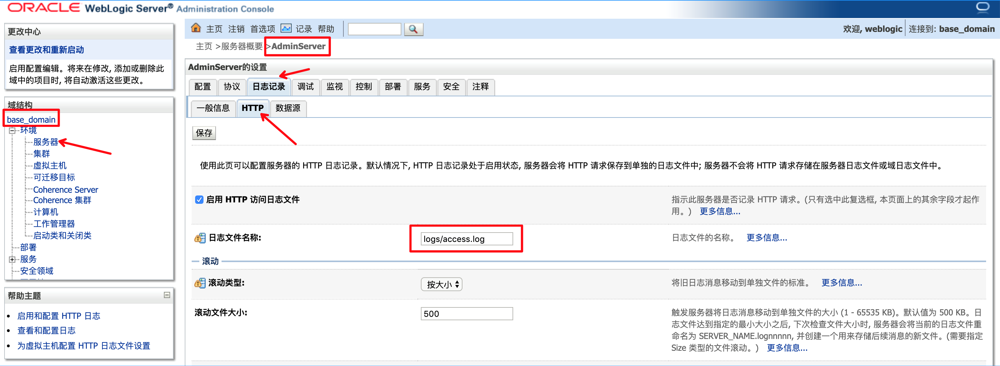 ORACLE WebLogic Server® Administration Console
更改中心
查看更改和重新启动
启用配置编辑。将来在修改, 添加或删除此
域中的项目时, 将自动激活这些更改。
域结构
base_domain
环境
服务器
集群
虚拟主机
可迁移目标
Coherence Server
Coherence 集群
计算机
工作管理器
启动类和关闭类
部署
服务
安全领域
帮助主题
启用和配置 HTTP 日志
查看和配置日志
为虚拟主机配置 HTTP 日志文件设置
主页 注销 首选项 记录 帮助
欢迎, weblogic 连接到: base_domain
主页 >服务器概要 >AdminServer
AdminServer的设置
配置 协议 日志记录 调试 监视 控制 部署 服务 安全 注释
一般信息 HTTP 数据源
保存
使用此页可以配置服务器的 HTTP 日志记录。默认情况下, HTTP 日志记录处于启用状态, 服务器会将 HTTP 请求保存到单独的日志文件中; 服务器不会将 HTTP 请求存储在服务器日志文件或域日志文件中。
启用 HTTP 访问日志文件
指示此服务器是否记录 HTTP 请求。(只有选中此复选框, 本页面上的其余字段才起作
用。) 更多信息...
日志文件名称: logs/access.log 日志文件的名称。 更多信息...
滚动
滚动类型: 按大小 将旧日志消息移动到单独文件的标准。 更多信息...
滚动文件大小: 500
触发服务器将日志消息移动到单独文件的大小 (1 - 65535 KB)。默认值为 500 KB。日
志文件达到指定的最小大小之后, 下次检查文件大小时, 服务器会将当前的日志文件重
命名为 SERVER_NAME.lognnnnn, 并创建一个用来存储后续消息的新文件。(需要指定
Size 类型的文件滚动。) 更多信息...